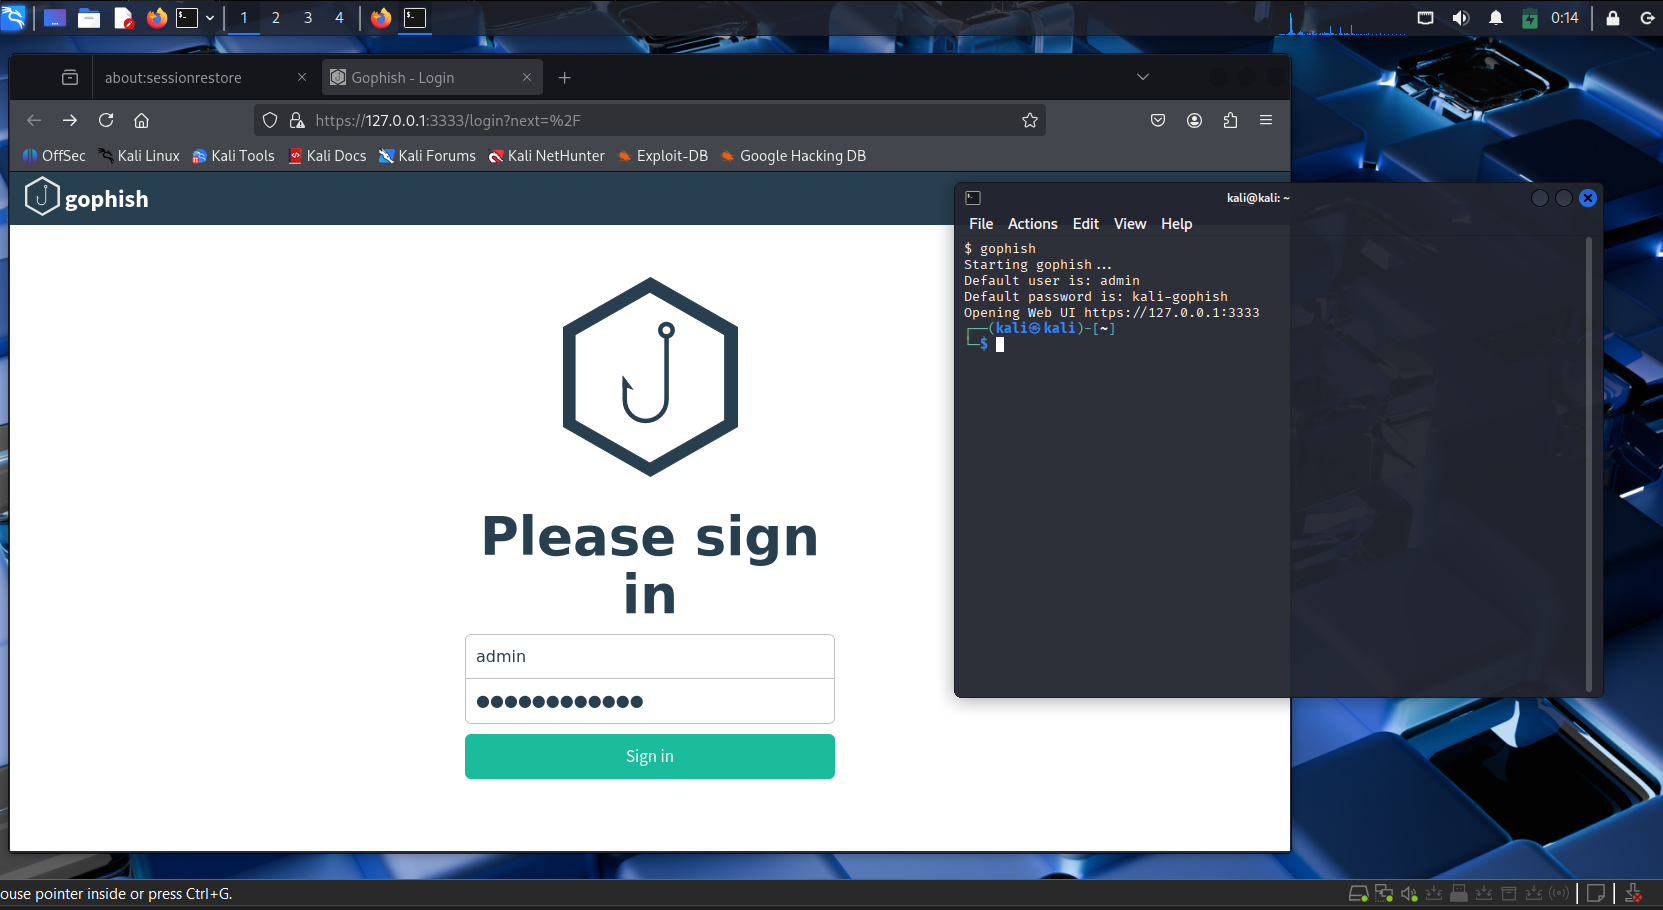 1 2 3 4
0:14
about:sessionrestore
Gophish - Login
https://127.0.0.1:3333/login?next=%2F
OffSec Kali Linux Kali Tools Kali Docs Kali Forums Kali NetHunter Exploit-DB Google Hacking DB
gophish
Please sign
in
admin
●●●●●●●●●●●●
Sign in
kali@kali: ~
File Actions Edit View Help
$ gophish
Starting gophish...
Default user is: admin
Default password is: kali-gophish
Opening Web UI https://127.0.0.1:3333
┌──(kali㉿kali)-[~]
└─$
ouse pointer inside or press Ctrl+G.